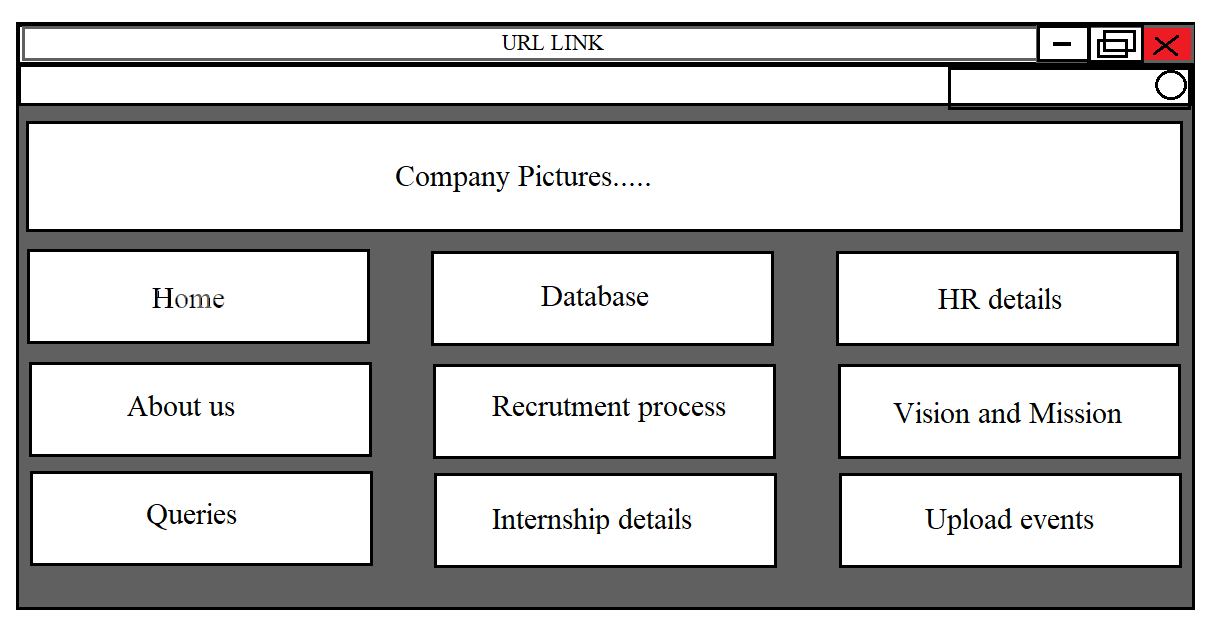 URL LINK
Company Pictures.....
Home
Database
HR details
About us
Recrutment process
Vision and Mission
Queries
Internship details
Upload events